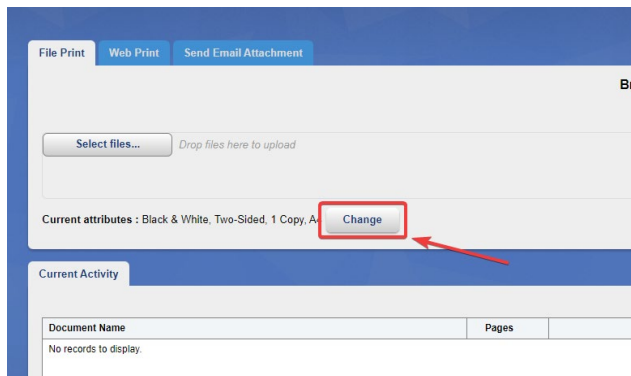 File Print Web Print Send Email Attachment
Select files... Drop files here to upload
Current attributes : Black & White, Two-Sided, 1 Copy, Change
Current Activity
Document Name Pages
No records to display.